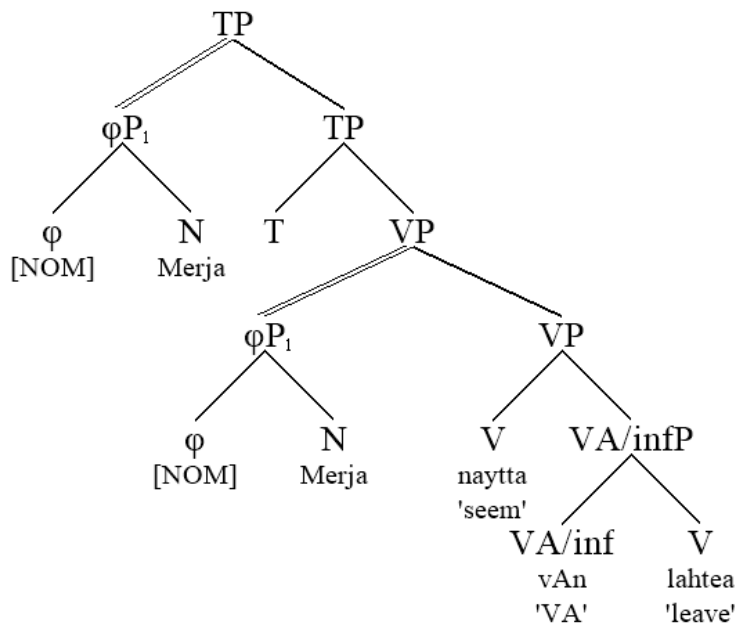 TP
φP₁ TP
φ N T VP
[NOM] Merja
φP₁ VP
φ N V VA/infP
[NOM] Merja naytta
'seem'
VA/inf V
vAn lahtea
'VA' 'leave'